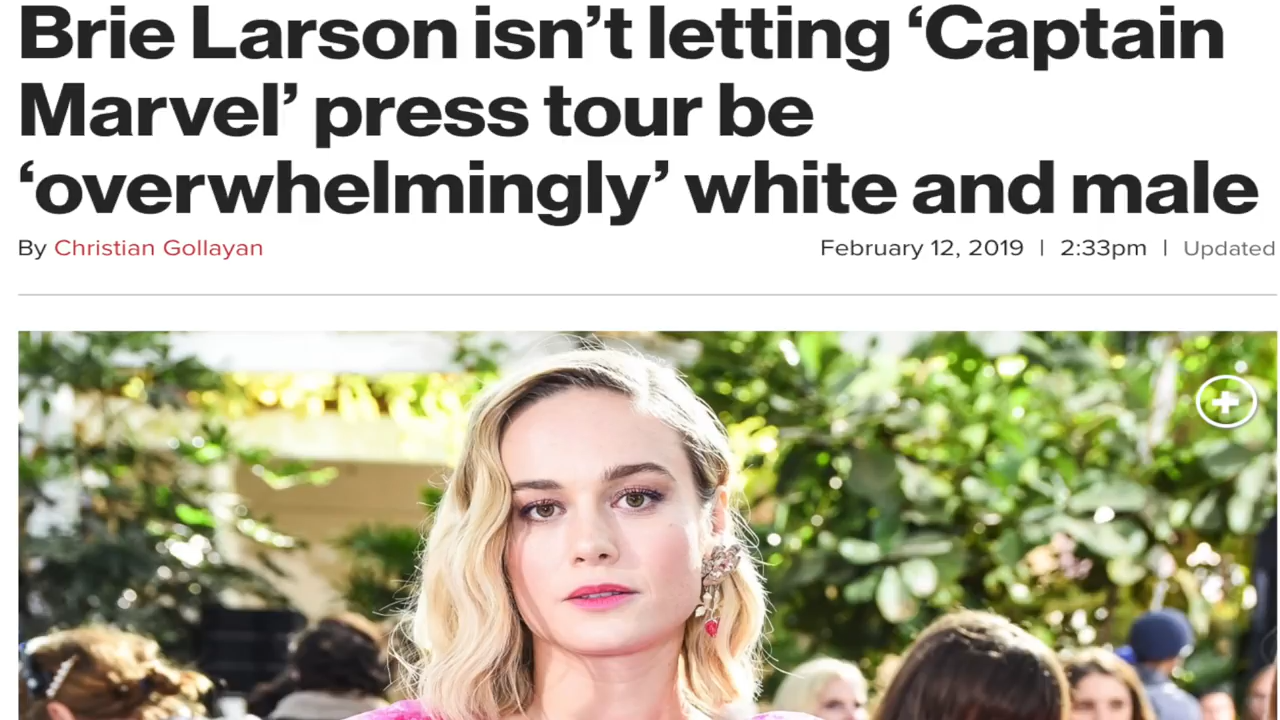 Brie Larson isn’t letting ‘Captain
Marvel’ press tour be
‘overwhelmingly’ white and male
By Christian Gollayan February 12, 2019 | 2:33pm | Updated